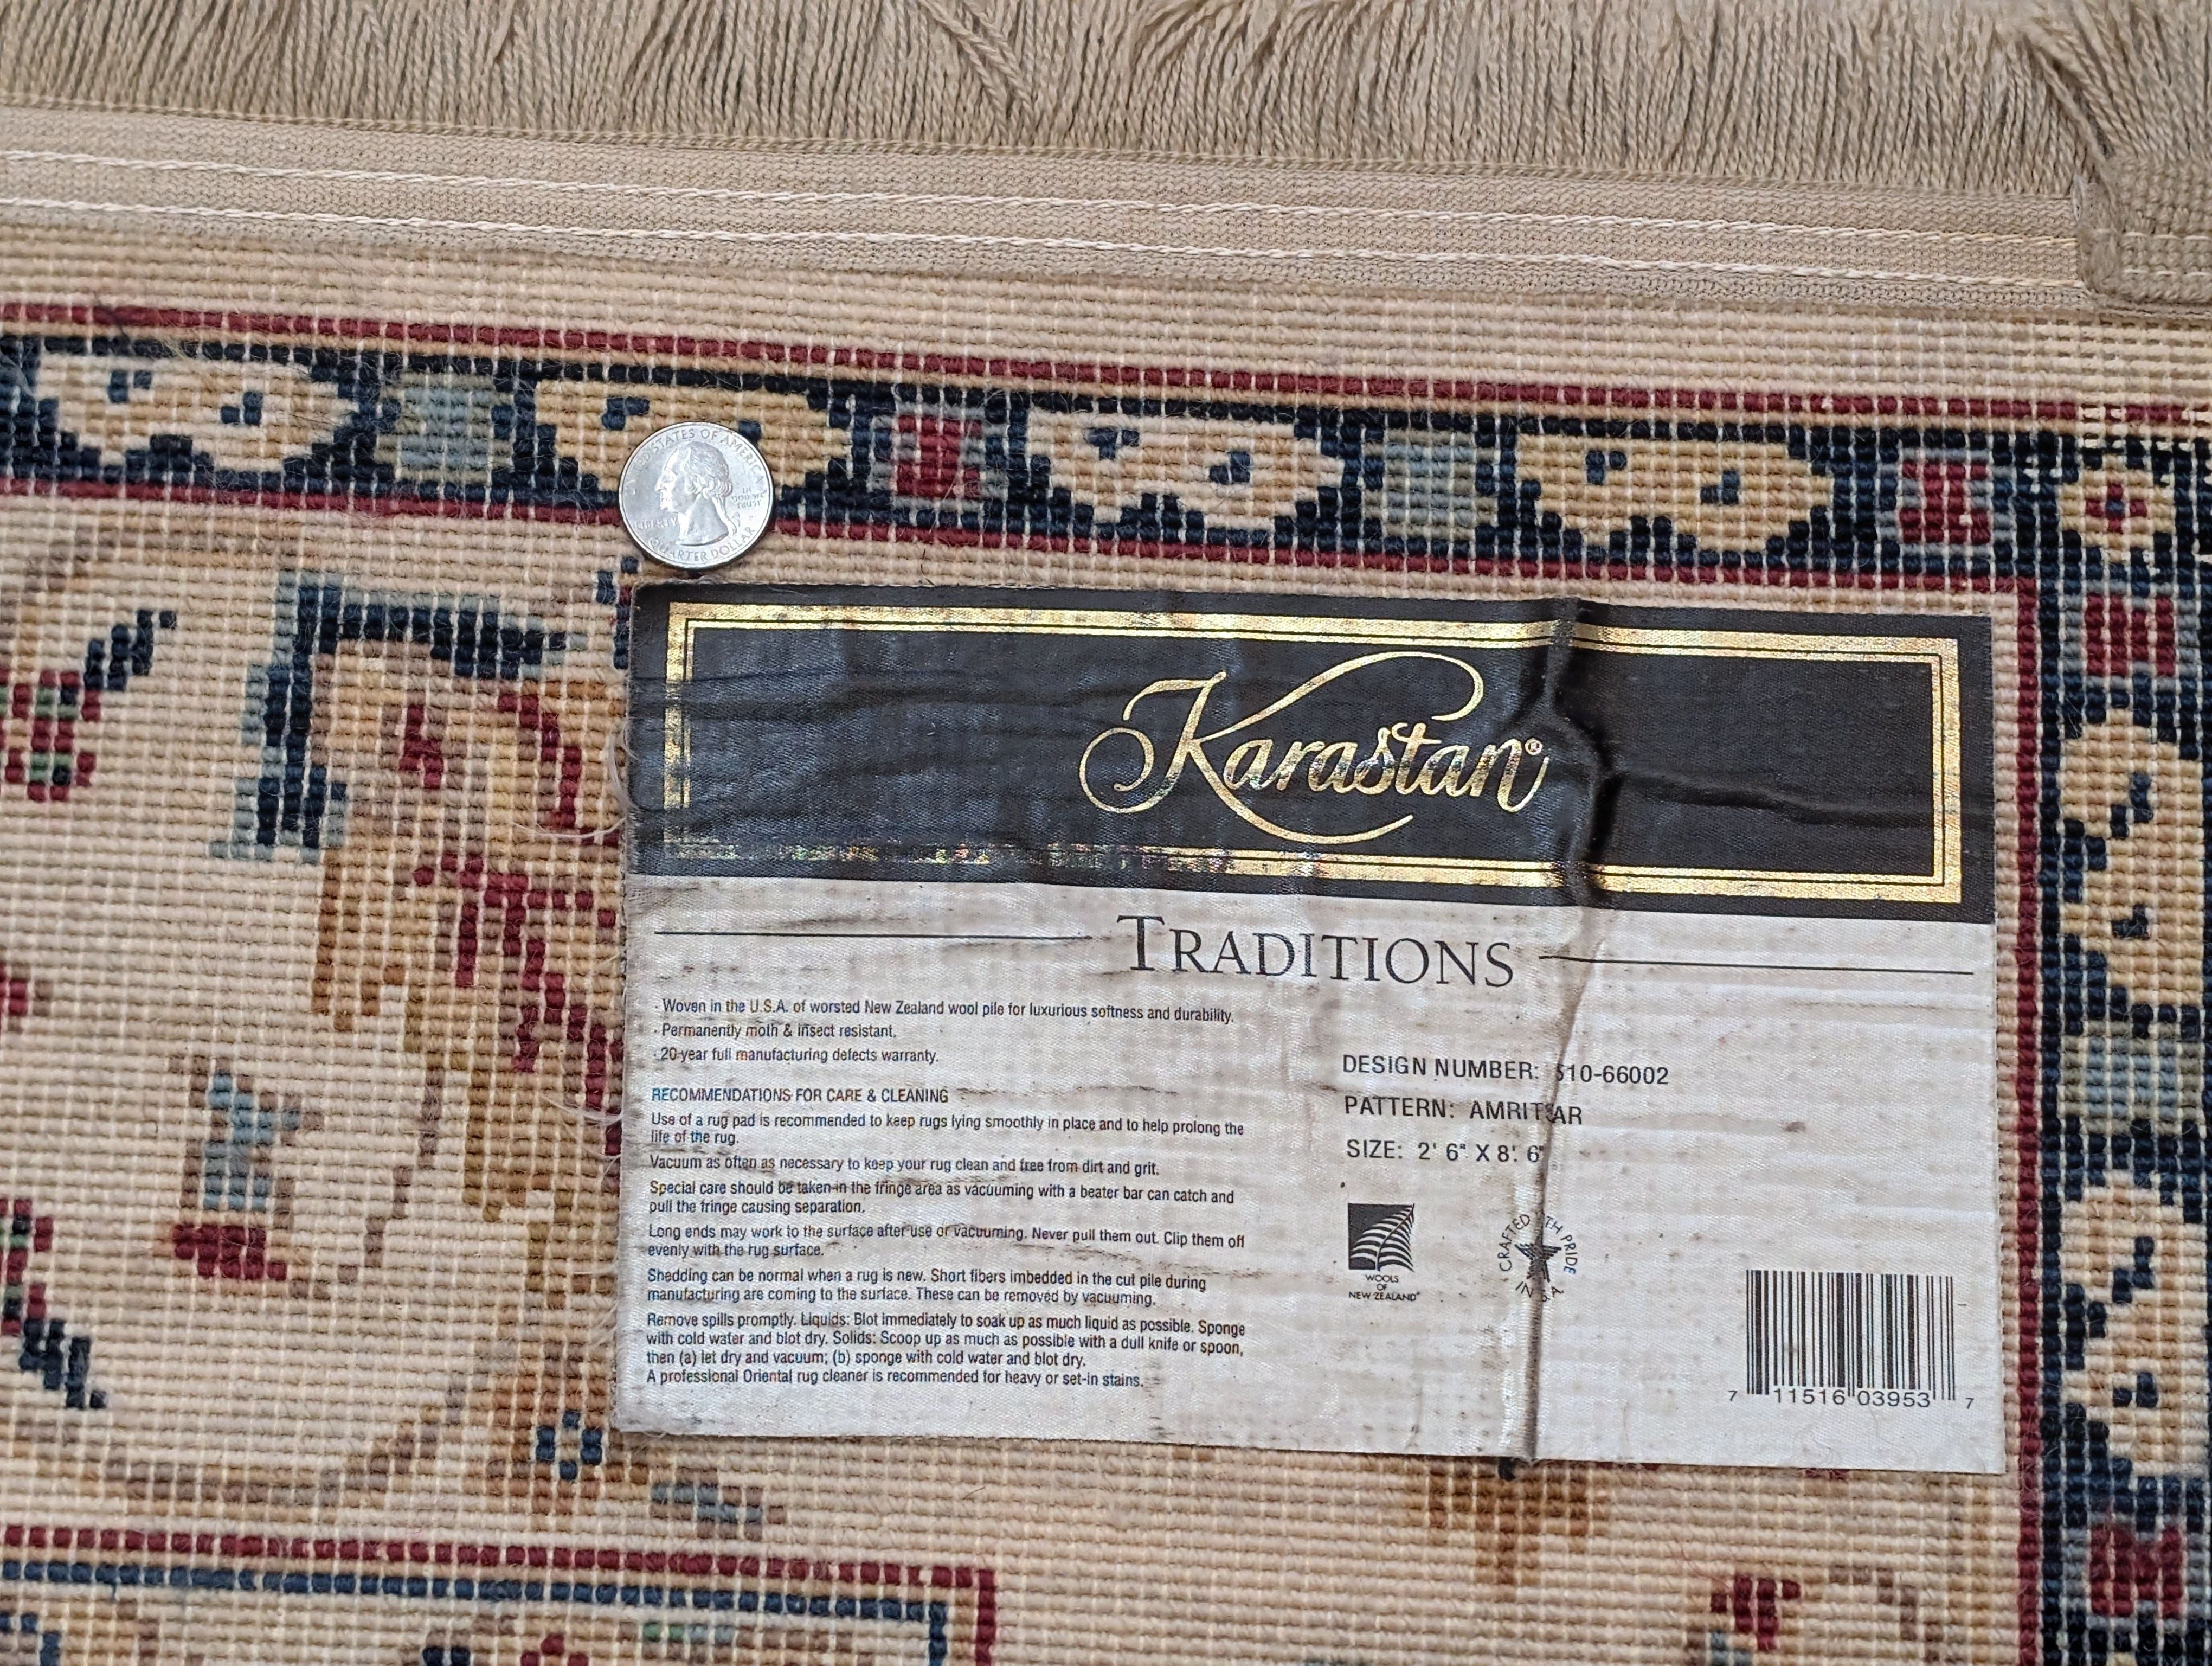 UNITED STATES OF AMERICA
LIBERTY
IN
GOD WE
TRUST
QUARTER DOLLAR
Karastan®
TRADITIONS
· Woven in the U.S.A. of worsted New Zealand wool pile for luxurious softness and durability.
· Permanently moth & insect resistant.
· 20-year full manufacturing defects warranty.
RECOMMENDATIONS FOR CARE & CLEANING
Use of a rug pad is recommended to keep rugs lying smoothly in place and to help prolong the
life of the rug.
Vacuum as often as necessary to keep your rug clean and free from dirt and grit.
Special care should be taken in the fringe area as vacuuming with a beater bar can catch and
pull the fringe causing separation.
Long ends may work to the surface after use or vacuuming. Never pull them out. Clip them off
evenly with the rug surface.
Shedding can be normal when a rug is new. Short fibers imbedded in the cut pile during
manufacturing are coming to the surface. These can be removed by vacuuming.
Remove spills promptly. Liquids: Blot immediately to soak up as much liquid as possible. Sponge
with cold water and blot dry. Solids: Scoop up as much as possible with a dull knife or spoon,
then (a) let dry and vacuum; (b) sponge with cold water and blot dry.
A professional Oriental rug cleaner is recommended for heavy or set-in stains.
DESIGN NUMBER: 510-66002
PATTERN: AMRITSAR
SIZE: 2' 6" X 8' 6"
WOOLS
OF
NEW ZEALAND®
CRAFTED WITH PRIDE
IN U.S.A.
7 11516 03953 7